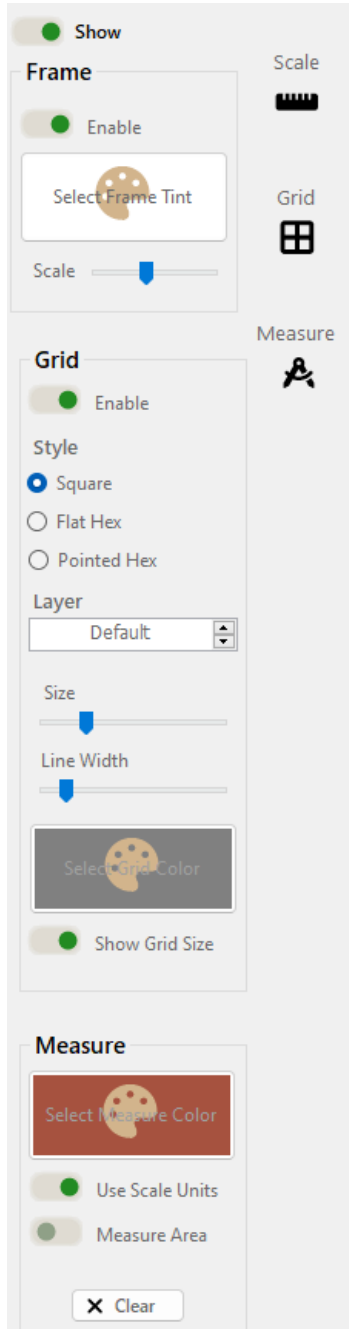 Show
Scale
Frame
Enable
Select Frame Tint
Grid
Scale
Measure
Grid
Enable
Style
Square
Flat Hex
Pointed Hex
Layer
Default
Size
Line Width
Select Grid Color
Show Grid Size
Measure
Select Measure Color
Use Scale Units
Measure Area
Clear